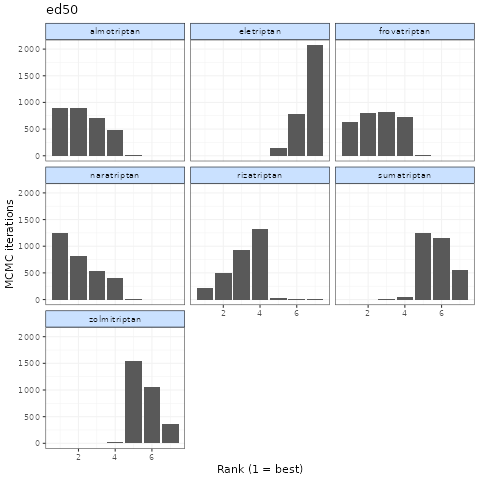 ed50
almotriptan eletriptan frovatriptan
2000
1500
1000
500
0
naratriptan rizatriptan sumatriptan
2000
1500
1000
500
0
2 4 6 2 4 6
zolmitriptan
2000
1500
1000
500
0
2 4 6
MCMC iterations
Rank (1 = best)